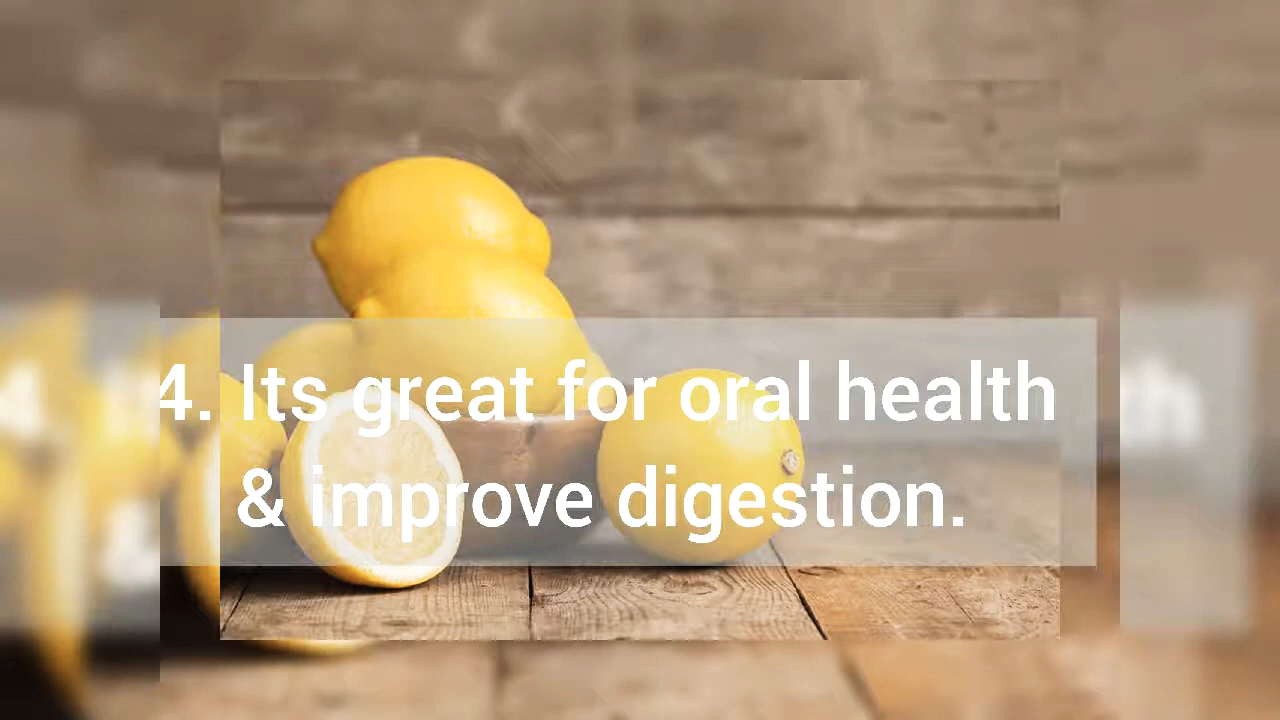 4. Its great for oral health
& improve digestion.